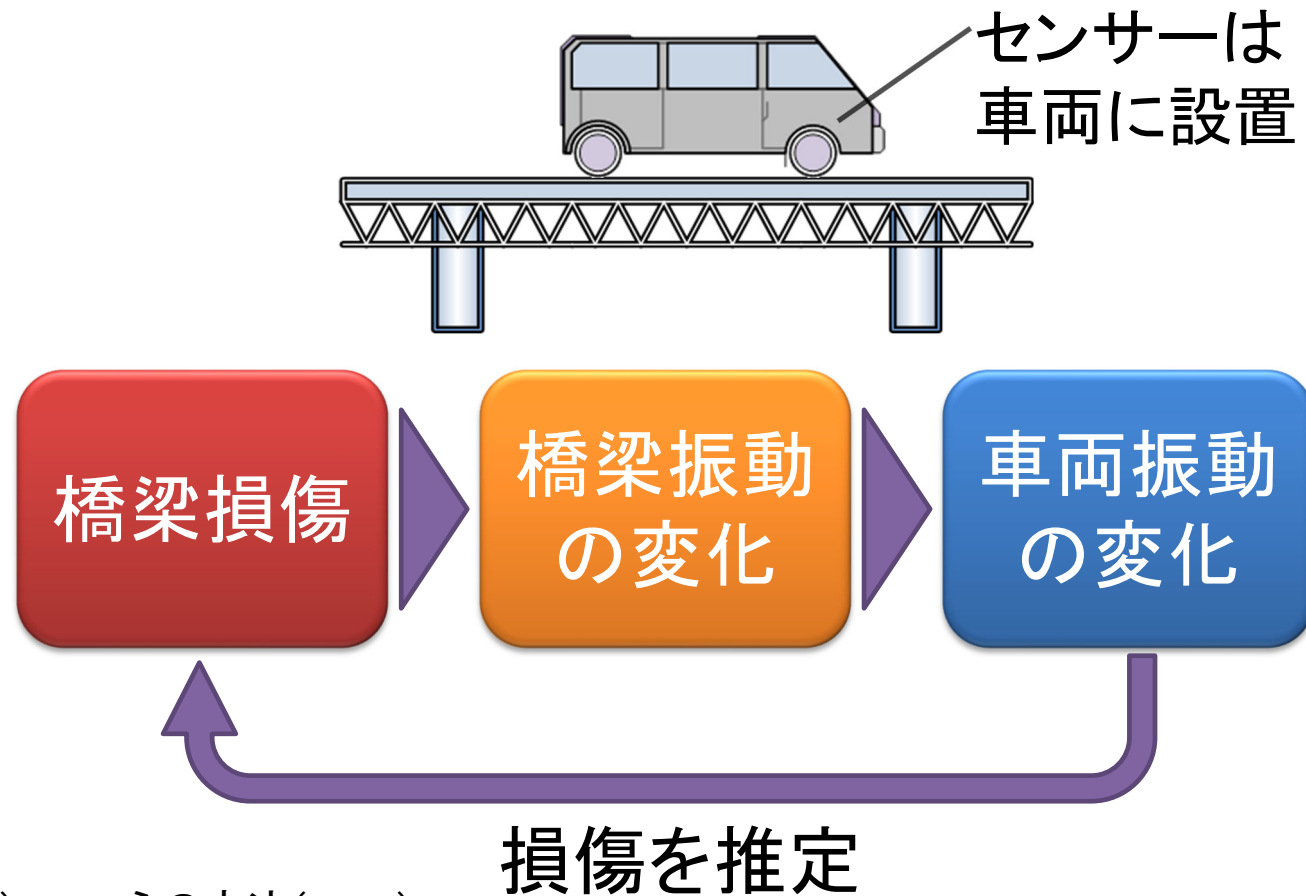 センサーは
車両に設置
橋梁損傷
橋梁振動
の変化
車両振動
の変化
損傷を推定